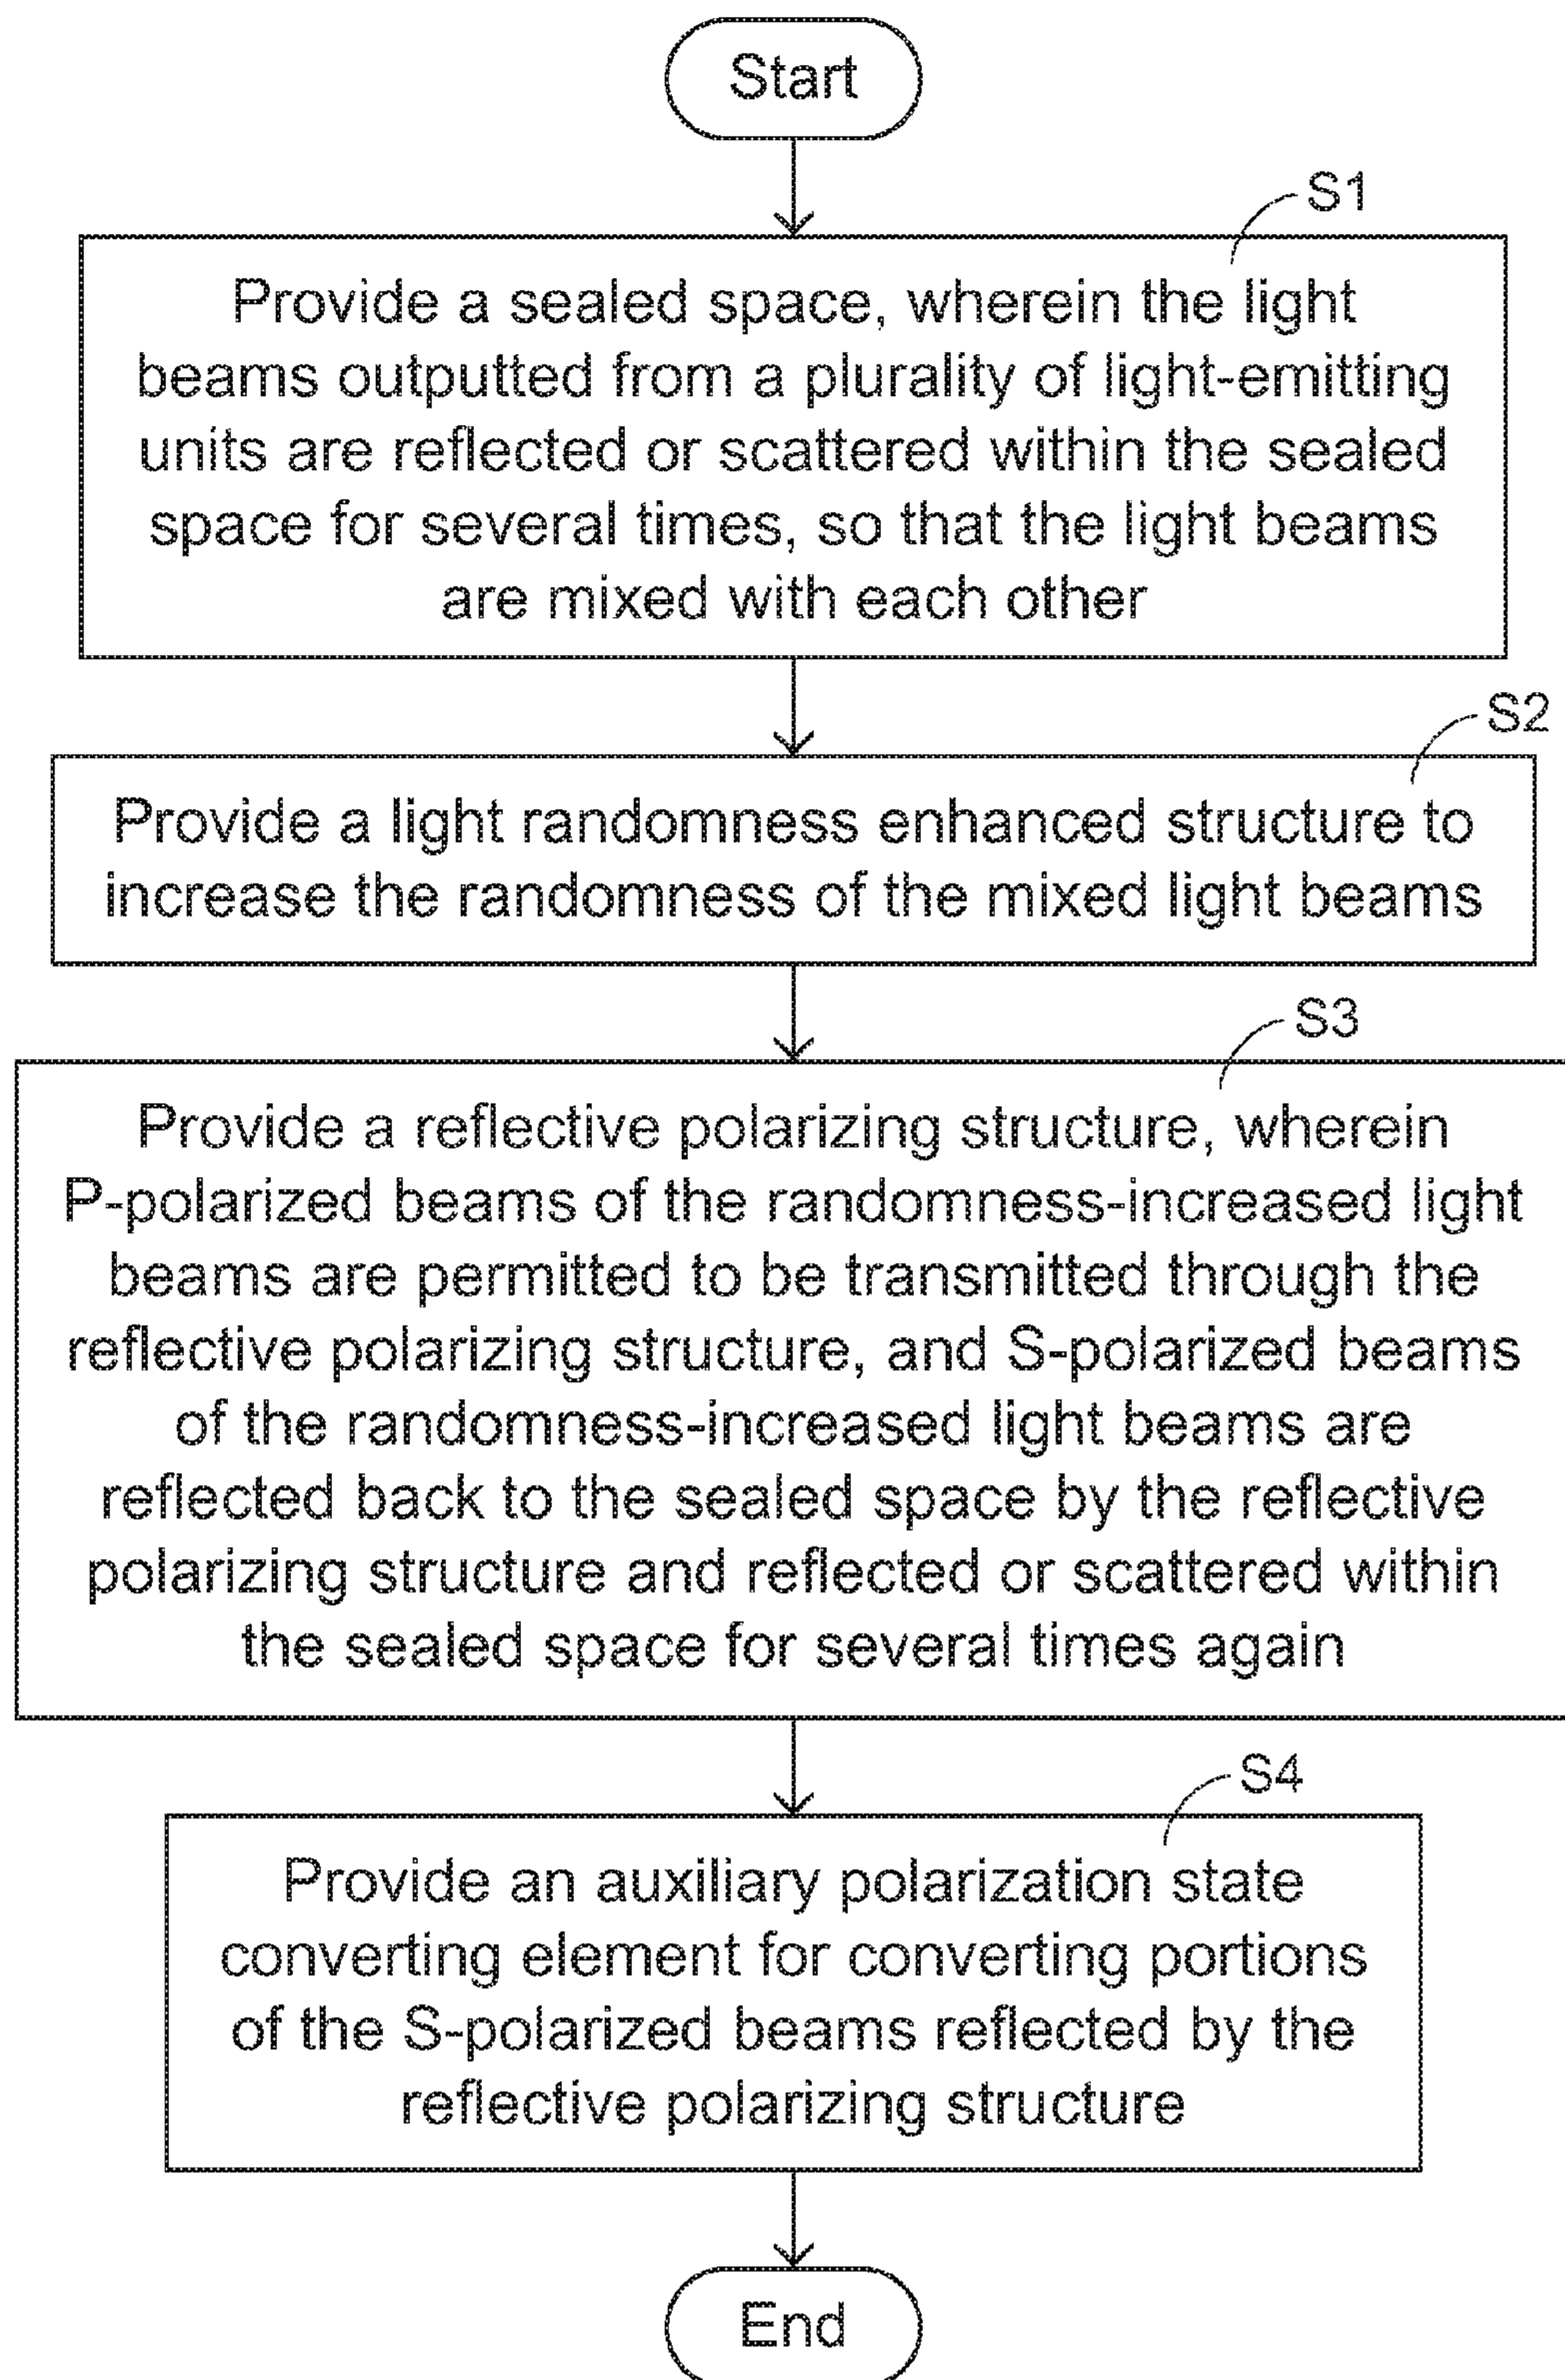 Start
S1
Provide a sealed space, wherein the light
beams outputted from a plurality of light-emitting
units are reflected or scattered within the sealed
space for several times, so that the light beams
are mixed with each other
S2
Provide a light randomness enhanced structure to
increase the randomness of the mixed light beams
S3
Provide a reflective polarizing structure, wherein
P-polarized beams of the randomness-increased light
beams are permitted to be transmitted through the
reflective polarizing structure, and S-polarized beams
of the randomness-increased light beams are
reflected back to the sealed space by the reflective
polarizing structure and reflected or scattered within
the sealed space for several times again
S4
Provide an auxiliary polarization state
converting element for converting portions
of the S-polarized beams reflected by the
reflective polarizing structure
End